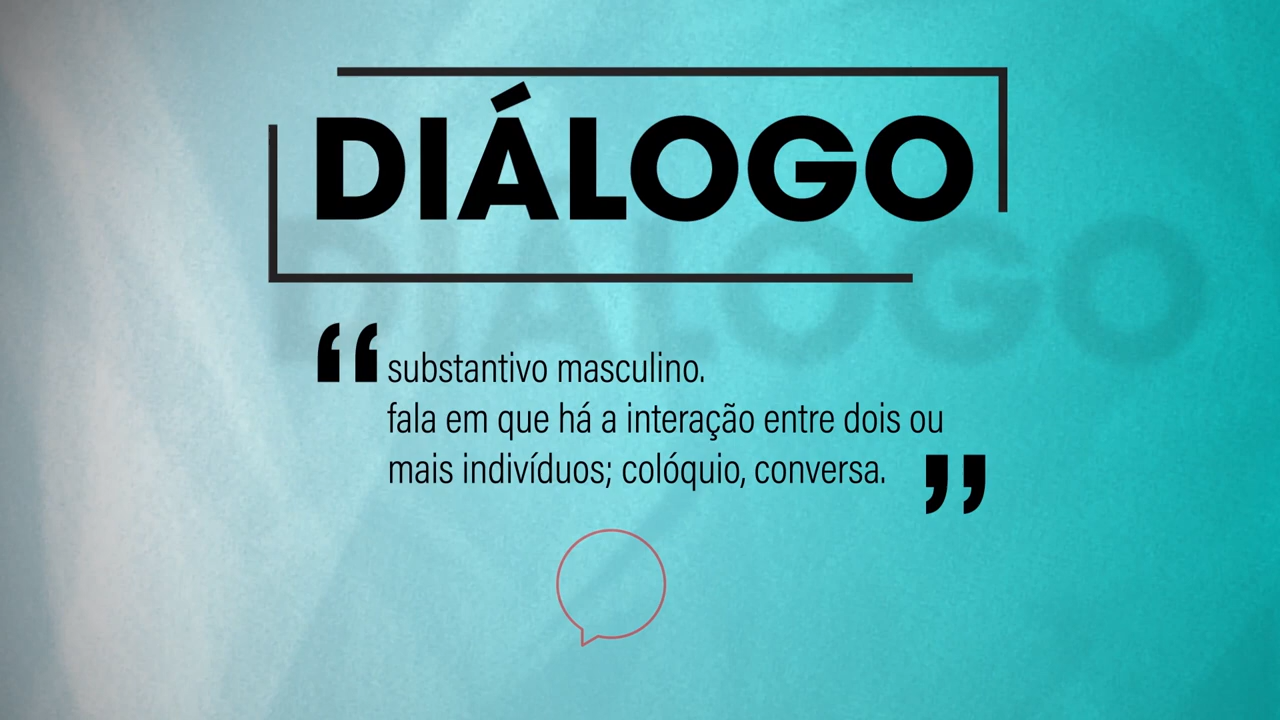 DIÁLOGO
“substantivo masculino.
fala em que há a interação entre dois ou
mais indivíduos; colóquio, conversa.”